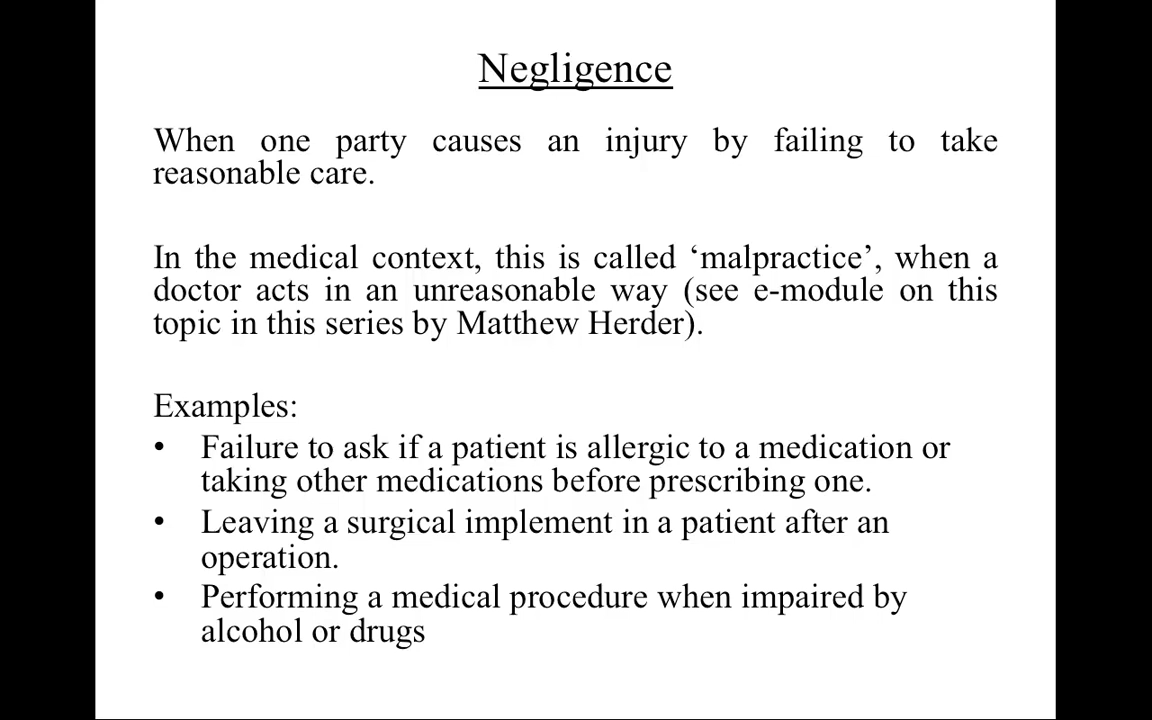 Negligence
When one party causes an injury by failing to take
reasonable care.
In the medical context, this is called ‘malpractice’, when a
doctor acts in an unreasonable way (see e-module on this
topic in this series by Matthew Herder).
Examples:
• Failure to ask if a patient is allergic to a medication or
taking other medications before prescribing one.
• Leaving a surgical implement in a patient after an
operation.
• Performing a medical procedure when impaired by
alcohol or drugs